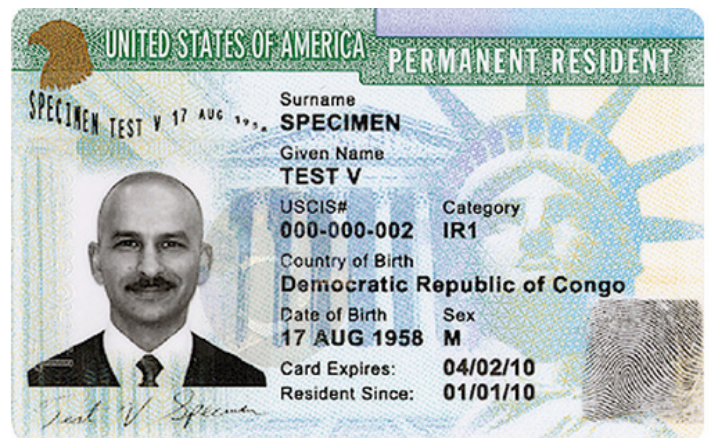 UNITED STATES OF AMERICA
PERMANENT RESIDENT
SPECIMEN TEST V 17 AUG 1958
Surname
SPECIMEN
Given Name
TEST V
USCIS# Category
000-000-002 IR1
Country of Birth
Democratic Republic of Congo
Date of Birth Sex
17 AUG 1958 M
Card Expires: 04/02/10
Resident Since: 01/01/10
Test V Specimen